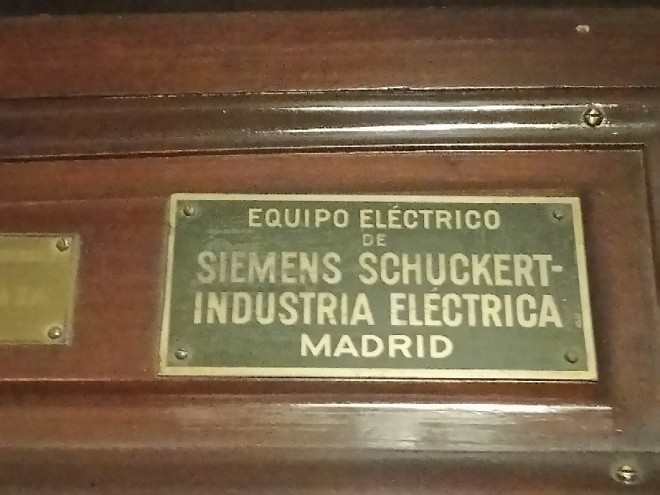 EQUIPO ELÉCTRICO
DE
SIEMENS SCHUCKERT-
INDUSTRIA ELÉCTRICA
MADRID